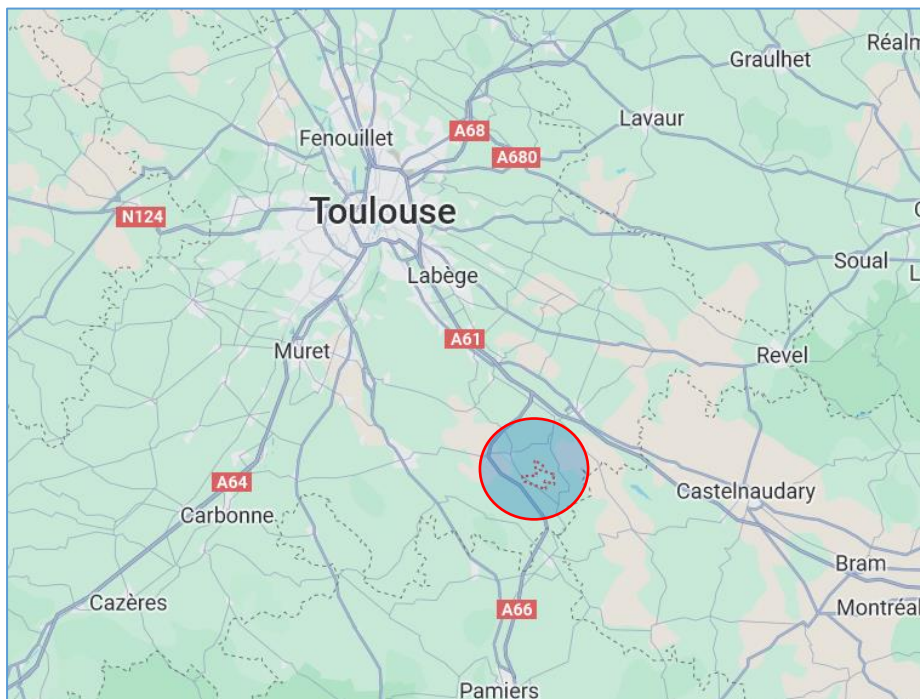 Réalm
Graulhet
Lavaur
A68
Fenouillet
A680
Toulouse
N124
Soual
L
Labège
A61
Muret
Revel
A64
Castelnaudary
Carbonne
Bram
Cazères
A66
Montréal
Pamiers